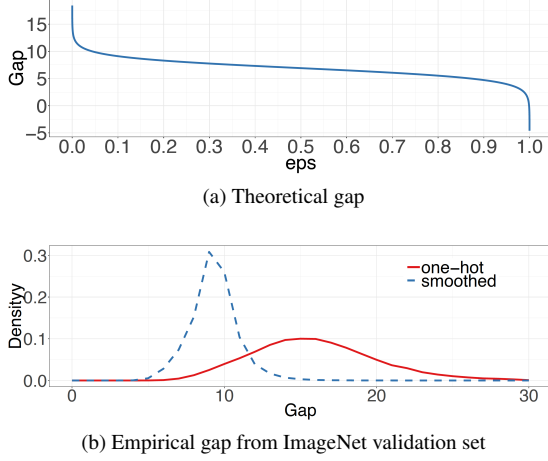 Gap
15
10
5
0
−5
0.0 0.1 0.2 0.3 0.4 0.5 0.6 0.7 0.8 0.9 1.0
eps
(a) Theoretical gap
Densityy
0.3
0.2
0.1
0.0
one−hot
smoothed
0 10 20 30
Gap
(b) Empirical gap from ImageNet validation set